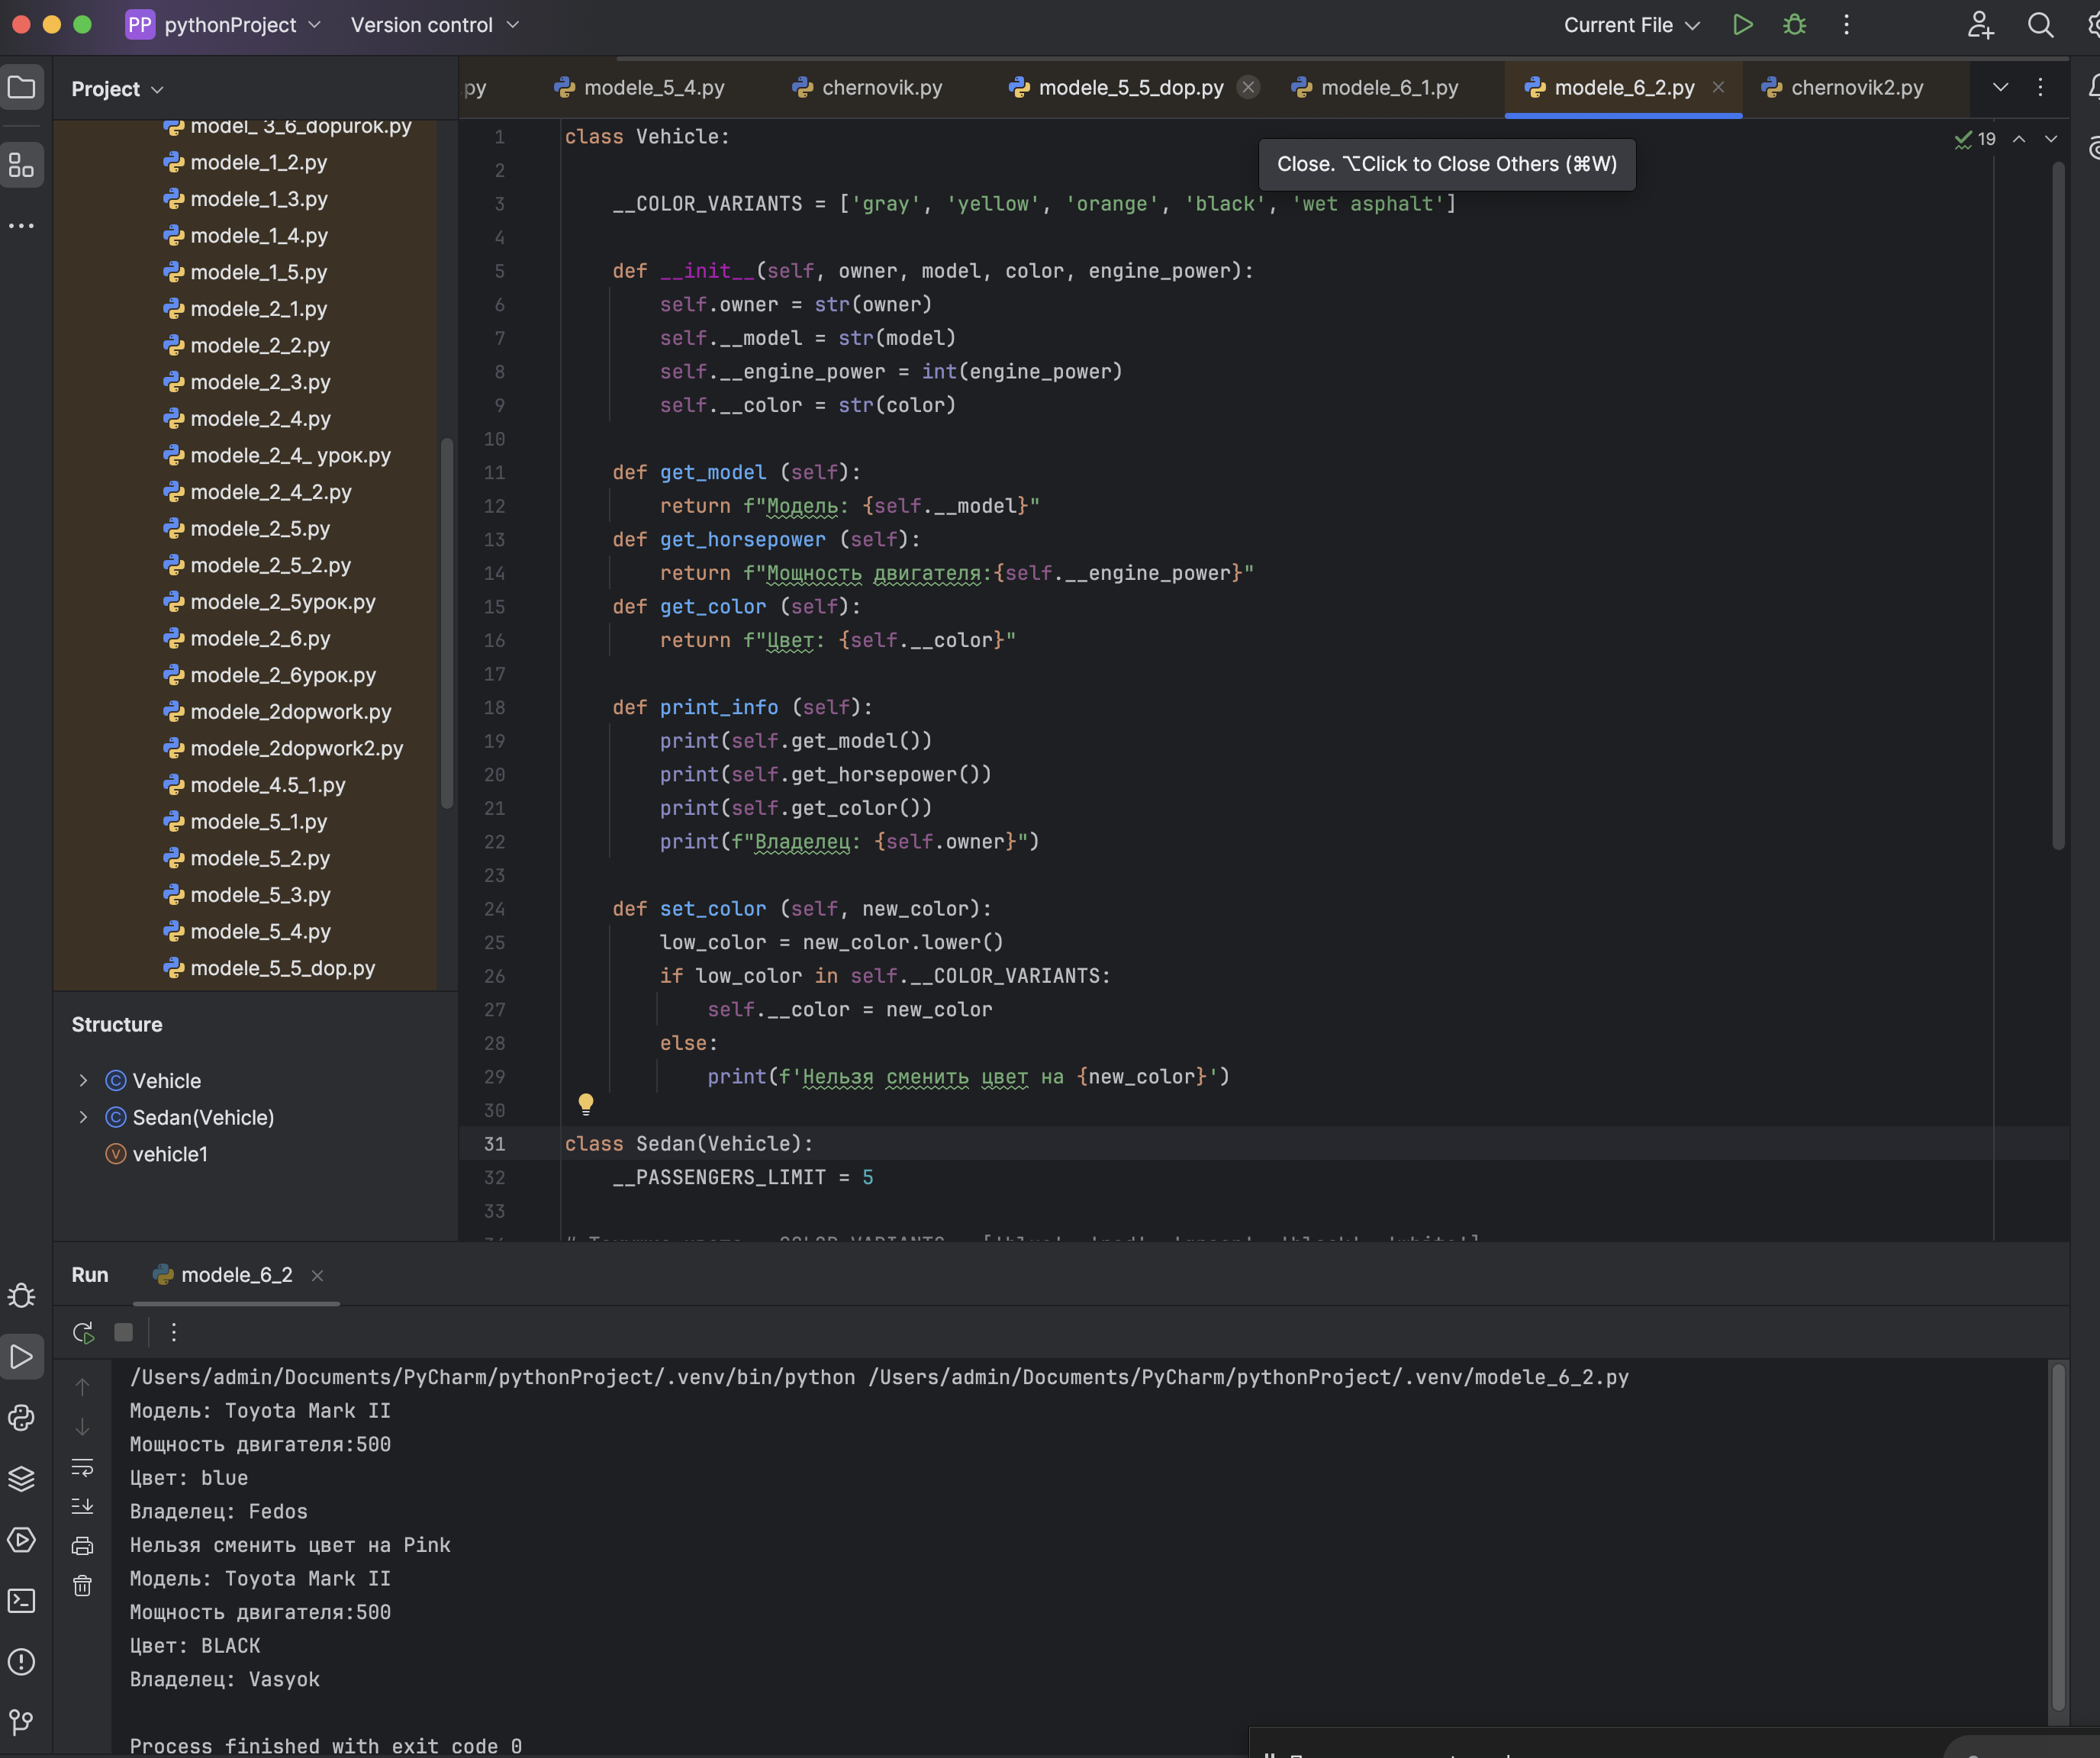 PP pythonProject Version control Current File
Project
py modele_5_4.py chernovik.py modele_5_5_dop.py modele_6_1.py modele_6_2.py chernovik2.py
Close. ⌥Click to Close Others (⌘W)
19
model_ 3_6_dopurok.py
modele_1_2.py
modele_1_3.py
modele_1_4.py
modele_1_5.py
modele_2_1.py
modele_2_2.py
modele_2_3.py
modele_2_4.py
modele_2_4_ урок.py
modele_2_4_2.py
modele_2_5.py
modele_2_5_2.py
modele_2_5урок.py
modele_2_6.py
modele_2_6урок.py
modele_2dopwork.py
modele_2dopwork2.py
modele_4.5_1.py
modele_5_1.py
modele_5_2.py
modele_5_3.py
modele_5_4.py
modele_5_5_dop.py
Structure
Vehicle
Sedan(Vehicle)
vehicle1
1 class Vehicle:
2
3 __COLOR_VARIANTS = ['gray', 'yellow', 'orange', 'black', 'wet asphalt']
4
5 def __init__(self, owner, model, color, engine_power):
6 self.owner = str(owner)
7 self.__model = str(model)
8 self.__engine_power = int(engine_power)
9 self.__color = str(color)
10
11 def get_model (self):
12 return f"Модель: {self.__model}"
13 def get_horsepower (self):
14 return f"Мощность двигателя:{self.__engine_power}"
15 def get_color (self):
16 return f"Цвет: {self.__color}"
17
18 def print_info (self):
19 print(self.get_model())
20 print(self.get_horsepower())
21 print(self.get_color())
22 print(f"Владелец: {self.owner}")
23
24 def set_color (self, new_color):
25 low_color = new_color.lower()
26 if low_color in self.__COLOR_VARIANTS:
27 self.__color = new_color
28 else:
29 print(f'Нельзя сменить цвет на {new_color}')
30
31 class Sedan(Vehicle):
32 __PASSENGERS_LIMIT = 5
33
Run modele_6_2
/Users/admin/Documents/PyCharm/pythonProject/.venv/bin/python /Users/admin/Documents/PyCharm/pythonProject/.venv/modele_6_2.py
Модель: Toyota Mark II
Мощность двигателя:500
Цвет: blue
Владелец: Fedos
Нельзя сменить цвет на Pink
Модель: Toyota Mark II
Мощность двигателя:500
Цвет: BLACK
Владелец: Vasyok
Process finished with exit code 0